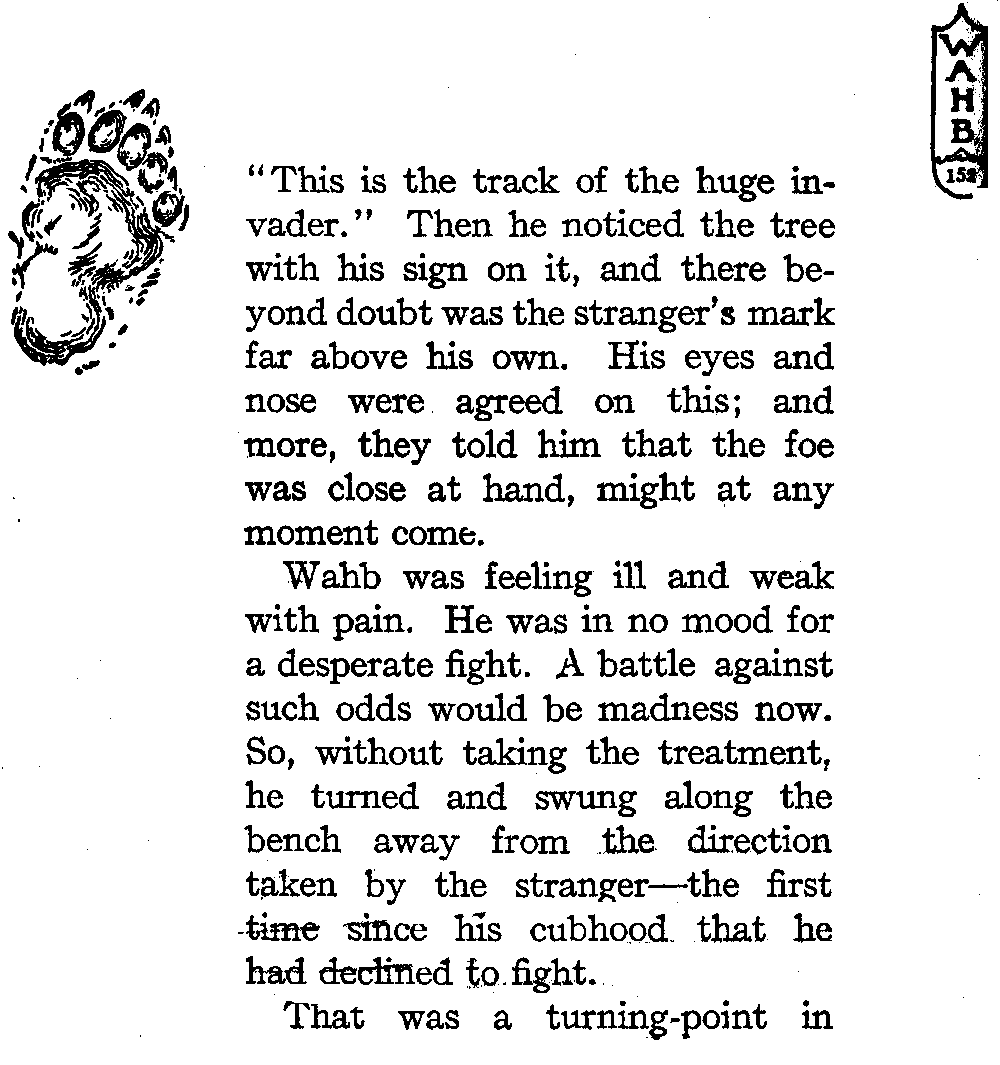 WAHB
152
“This is the track of the huge in-
vader.” Then he noticed the tree
with his sign on it, and there be-
yond doubt was the stranger's mark
far above his own. His eyes and
nose were agreed on this; and
more, they told him that the foe
was close at hand, might at any
moment come.
Wahb was feeling ill and weak
with pain. He was in no mood for
a desperate fight. A battle against
such odds would be madness now.
So, without taking the treatment,
he turned and swung along the
bench away from the direction
taken by the stranger—the first
time since his cubhood that he
had declined to fight.
That was a turning-point in